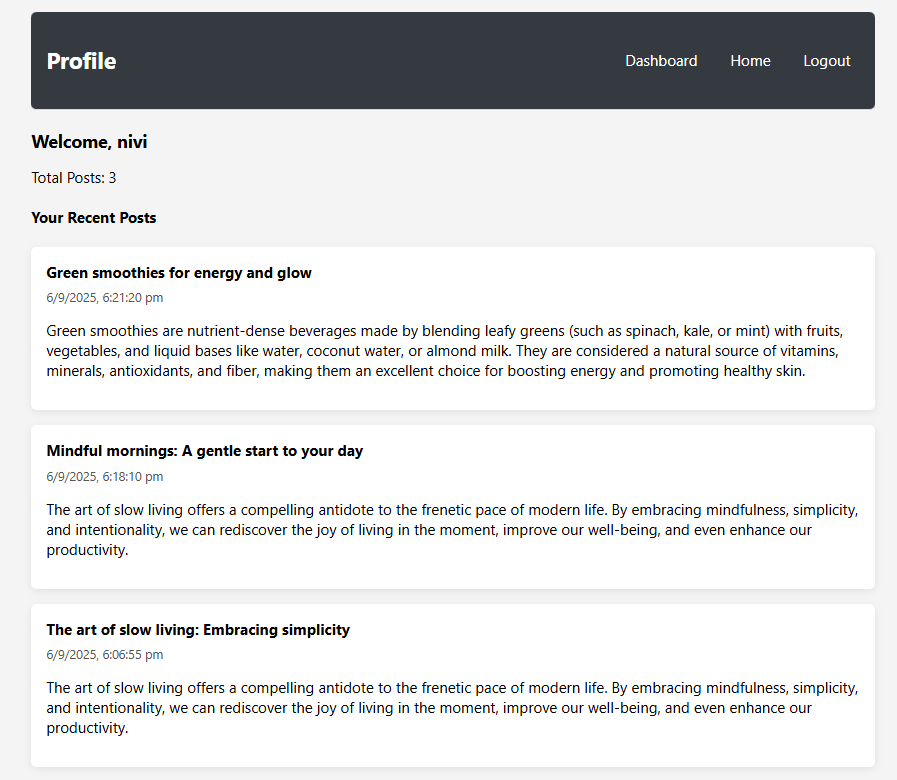 Profile
Dashboard Home Logout
Welcome, nivi
Total Posts: 3
Your Recent Posts
Green smoothies for energy and glow
6/9/2025, 6:21:20 pm
Green smoothies are nutrient-dense beverages made by blending leafy greens (such as spinach, kale, or mint) with fruits,
vegetables, and liquid bases like water, coconut water, or almond milk. They are considered a natural source of vitamins,
minerals, antioxidants, and fiber, making them an excellent choice for boosting energy and promoting healthy skin.
Mindful mornings: A gentle start to your day
6/9/2025, 6:18:10 pm
The art of slow living offers a compelling antidote to the frenetic pace of modern life. By embracing mindfulness, simplicity,
and intentionality, we can rediscover the joy of living in the moment, improve our well-being, and even enhance our
productivity.
The art of slow living: Embracing simplicity
6/9/2025, 6:06:55 pm
The art of slow living offers a compelling antidote to the frenetic pace of modern life. By embracing mindfulness, simplicity,
and intentionality, we can rediscover the joy of living in the moment, improve our well-being, and even enhance our
productivity.